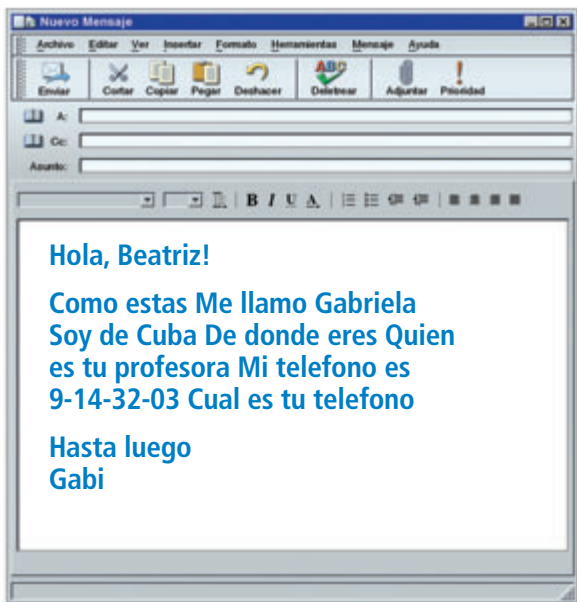 Nuevo Mensaje
Archivo Editar Ver Insertar Formato Herramientas Mensaje Ayuda
Enviar Cortar Copiar Pegar Deshacer Deletrear Adjuntar Prioridad
A:
Cc:
Asunto:
B I U A
Hola, Beatriz!
Como estas Me llamo Gabriela
Soy de Cuba De donde eres Quien
es tu profesora Mi telefono es
9-14-32-03 Cual es tu telefono
Hasta luego
Gabi